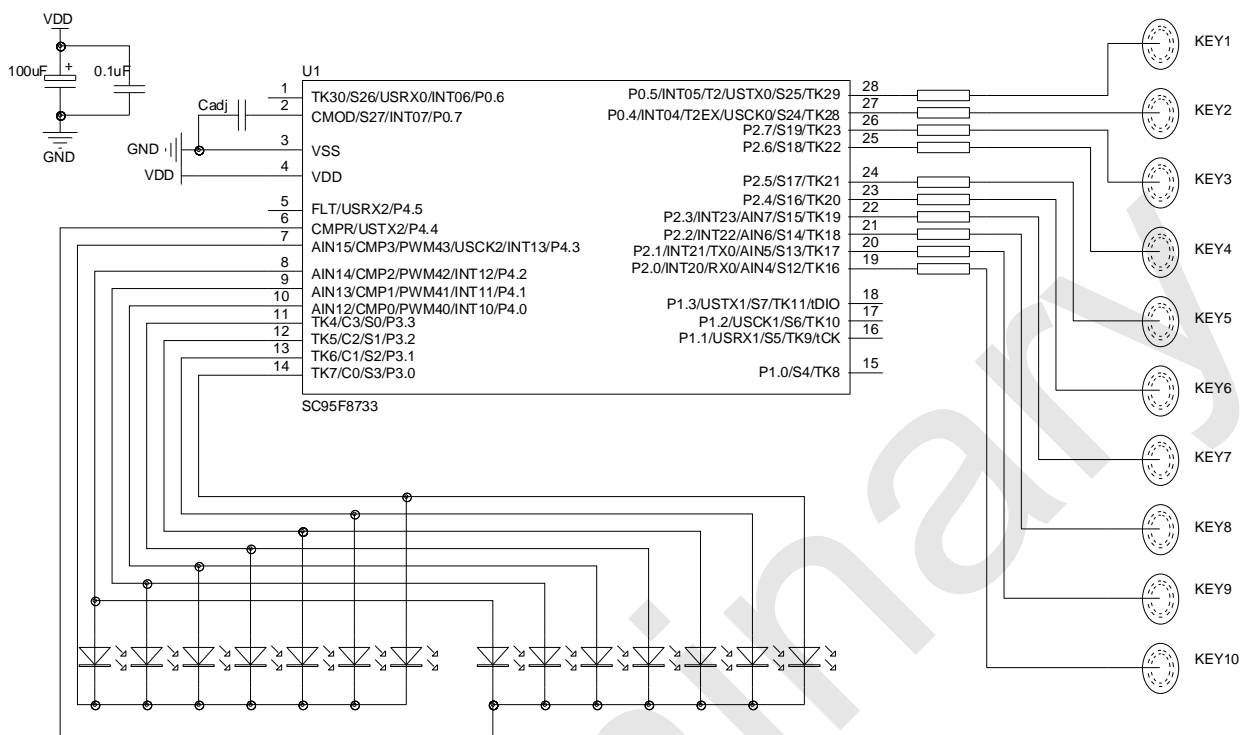 VDD
100uF
+
0.1uF
GND
U1
Cadj
GND
VDD
1 TK30/S26/USRX0/INT06/P0.6
2 CMOD/S27/INT07/P0.7
3 VSS
4 VDD
5 FLT/USRX2/P4.5
6 CMPR/USTX2/P4.4
7 AIN15/CMP3/PWM43/USCK2/INT13/P4.3
8 AIN14/CMP2/PWM42/INT12/P4.2
9 AIN13/CMP1/PWM41/INT11/P4.1
10 AIN12/CMP0/PWM40/INT10/P4.0
11 TK4/C3/S0/P3.3
12 TK5/C2/S1/P3.2
13 TK6/C1/S2/P3.1
14 TK7/C0/S3/P3.0
P0.5/INT05/T2/USTX0/S25/TK29 28
P0.4/INT04/T2EX/USCK0/S24/TK28 27
P2.7/S19/TK23 26
P2.6/S18/TK22 25
P2.5/S17/TK21 24
P2.4/S16/TK20 23
P2.3/INT23/AIN7/S15/TK19 22
P2.2/INT22/AIN6/S14/TK18 21
P2.1/INT21/TX0/AIN5/S13/TK17 20
P2.0/INT20/RX0/AIN4/S12/TK16 19
P1.3/USTX1/S7/TK11/tDIO 18
P1.2/USCK1/S6/TK10 17
P1.1/USRX1/S5/TK9/tCK 16
P1.0/S4/TK8 15
SC95F8733
KEY1
KEY2
KEY3
KEY4
KEY5
KEY6
KEY7
KEY8
KEY9
KEY10
inary